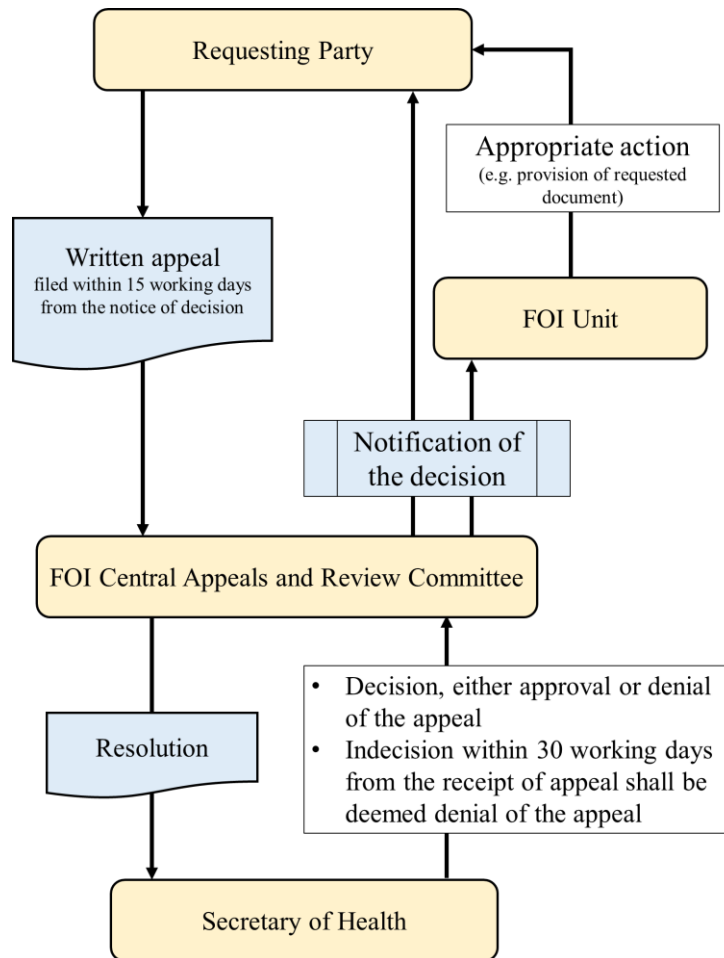 Requesting Party
Appropriate action
(e.g. provision of requested
document)
Written appeal
filed within 15 working days
from the notice of decision
FOI Unit
Notification of
the decision
FOI Central Appeals and Review Committee
• Decision, either approval or denial
of the appeal
• Indecision within 30 working days
from the receipt of appeal shall be
deemed denial of the appeal
Resolution
Secretary of Health